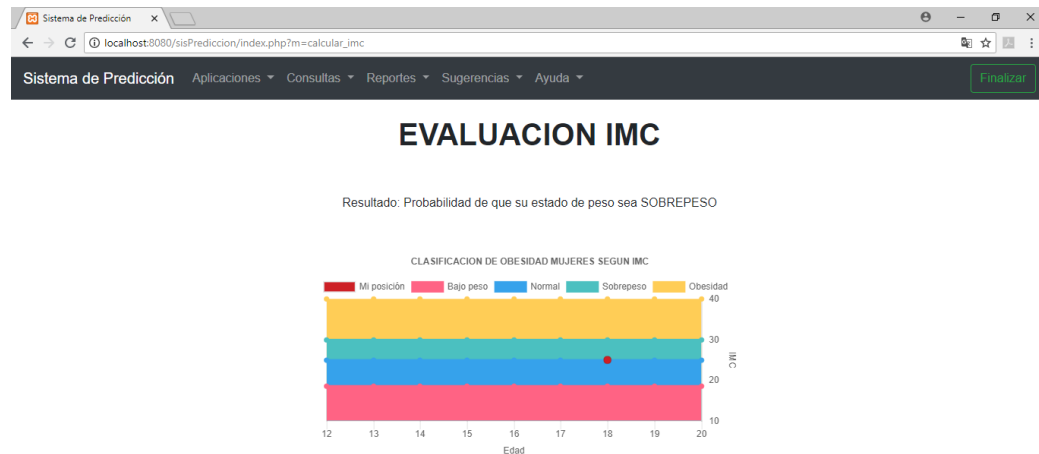 Sistema de Predicción
localhost:8080/sisPrediccion/index.php?m=calcular_imc
Sistema de Predicción Aplicaciones Consultas Reportes Sugerencias Ayuda Finalizar
EVALUACION IMC
Resultado: Probabilidad de que su estado de peso sea SOBREPESO
CLASIFICACION DE OBESIDAD MUJERES SEGUN IMC
Mi posición Bajo peso Normal Sobrepeso Obesidad
40
30
IMC
20
10
12 13 14 15 16 17 18 19 20
Edad